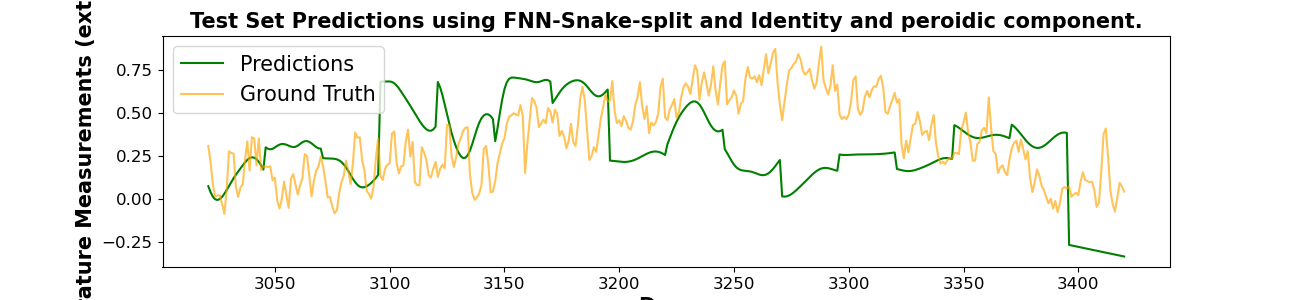 Test Set Predictions using FNN-Snake-split and Identity and peroidic component.
Predictions
Ground Truth
0.75
0.50
0.25
0.00
−0.25
3050 3100 3150 3200 3250 3300 3350 3400
Measurements (ext